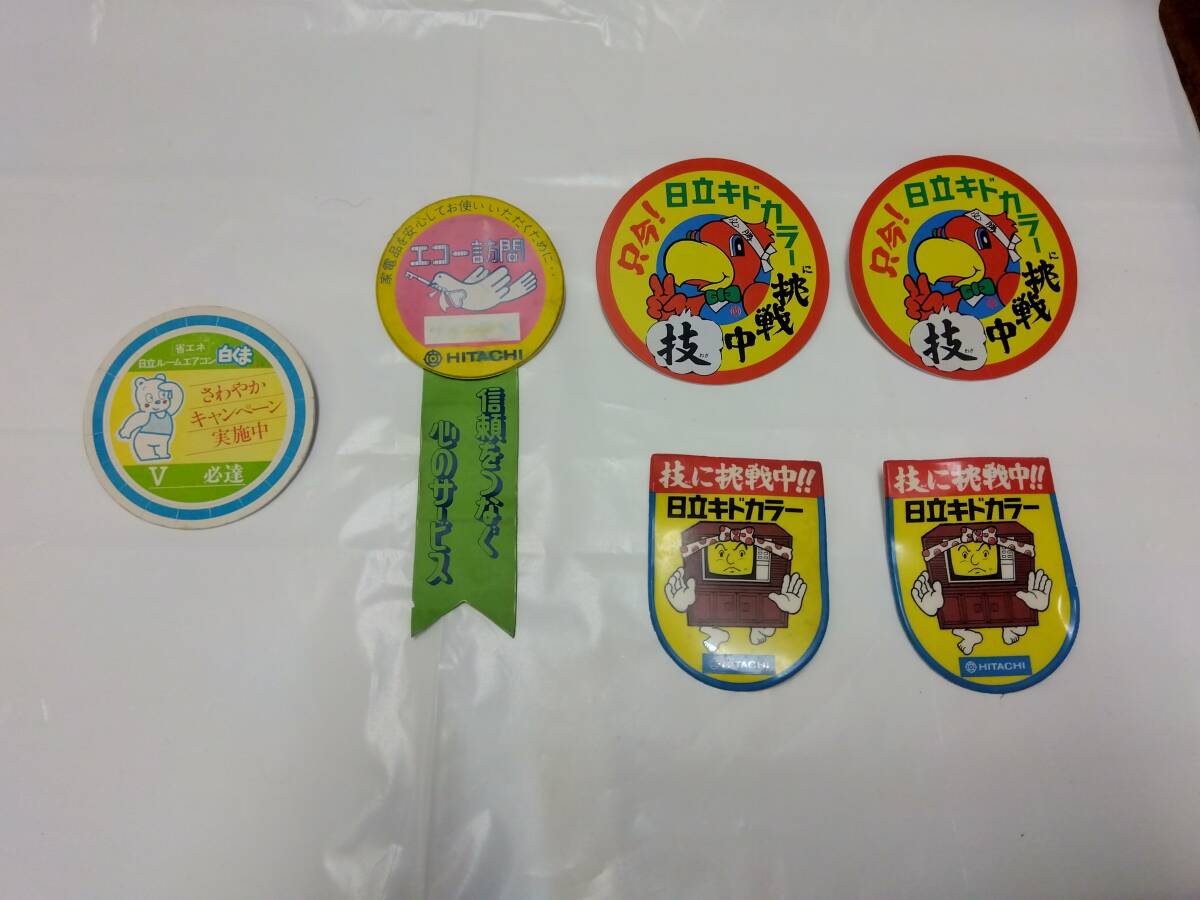 省エネ
日立ルームエアコン 白くま
さわやか
キャンペーン
実施中
V 必達
家電品を安心してお使いいただくために・・
エコー訪問
HITACHI
信頼をつなぐ
心のサービス
只今!
日立キドカラーに
挑戦中
必勝
技
わざ
只今!
日立キドカラーに
挑戦中
必勝
技
わざ
技に挑戦中!!
日立キドカラー
HITACHI
技に挑戦中!!
日立キドカラー
HITACHI